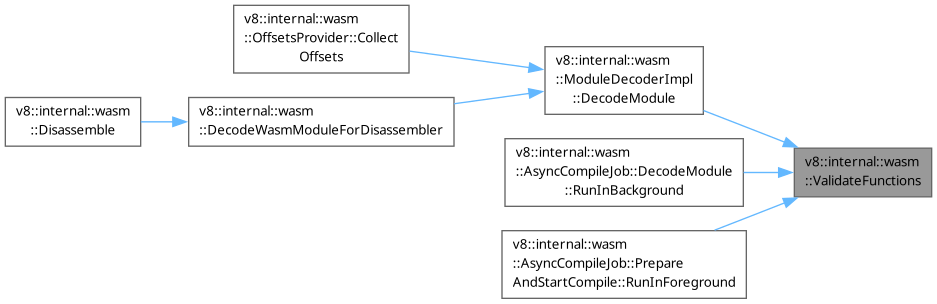 v8::internal::wasm
::OffsetsProvider::Collect
Offsets
v8::internal::wasm
::ModuleDecoderImpl
::DecodeModule
v8::internal::wasm
::Disassemble
v8::internal::wasm
::DecodeWasmModuleForDisassembler
v8::internal::wasm
::AsyncCompileJob::DecodeModule
::RunInBackground
v8::internal::wasm
::ValidateFunctions
v8::internal::wasm
::AsyncCompileJob::Prepare
AndStartCompile::RunInForeground